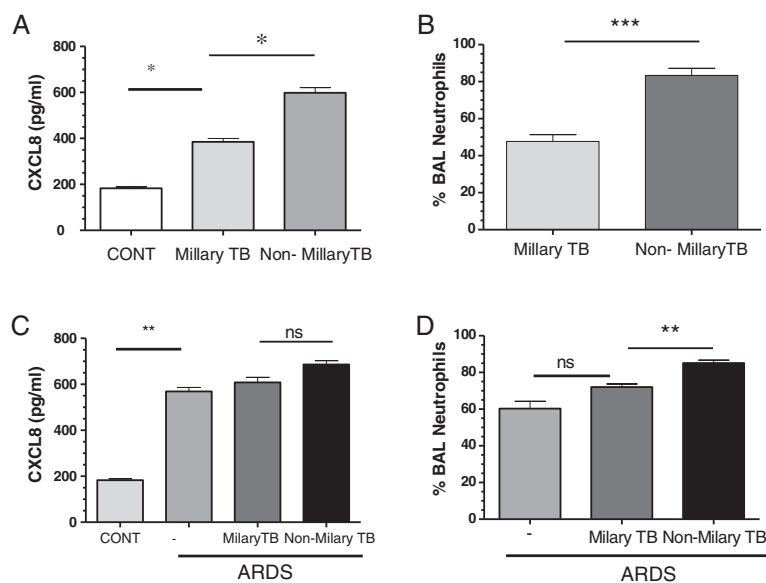 A
CXCL8 (pg/ml)
800
600
400
200
0
*
*
CONT
Millary TB
Non- MillaryTB
B
% BAL Neutrophils
100
80
60
40
20
0
***
Millary TB
Non- MillaryTB
C
CXCL8 (pg/ml)
800
600
400
200
0
**
ns
CONT
-
MilaryTB
Non-Milary TB
ARDS
D
% BAL Neutrophils
100
80
60
40
20
0
ns
**
-
Milary TB
Non-Milary TB
ARDS